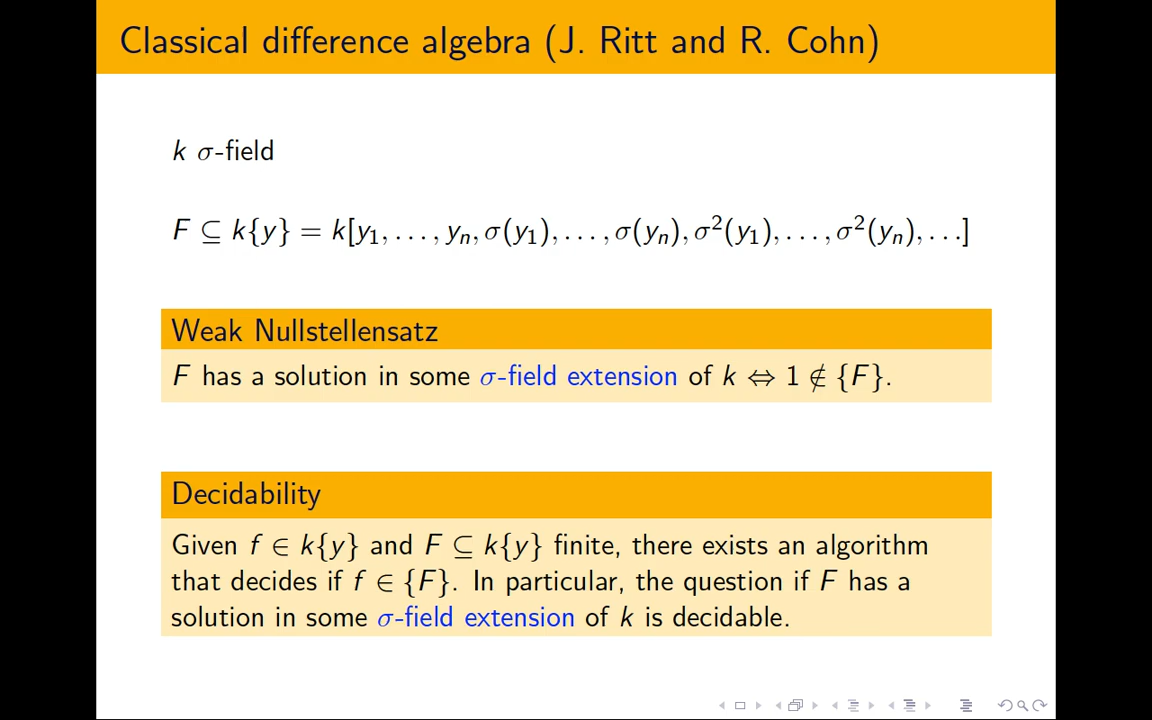 Classical difference algebra (J. Ritt and R. Cohn)
k σ-field
F ⊆ k{y} = k[y₁, . . . , yₙ, σ(y₁), . . . , σ(yₙ), σ²(y₁), . . . , σ²(yₙ), . . .]
Weak Nullstellensatz
F has a solution in some σ-field extension of k ⇔ 1 ∉ {F}.
Decidability
Given f ∈ k{y} and F ⊆ k{y} finite, there exists an algorithm
that decides if f ∈ {F}. In particular, the question if F has a
solution in some σ-field extension of k is decidable.